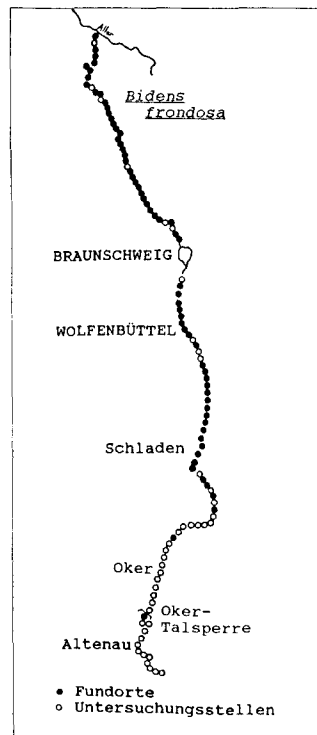 Aller
Bidens
frondosa
BRAUNSCHWEIG
WOLFENBÜTTEL
Schladen
Oker
Oker-
Talsperre
Altenau
● Fundorte
○ Untersuchungsstellen